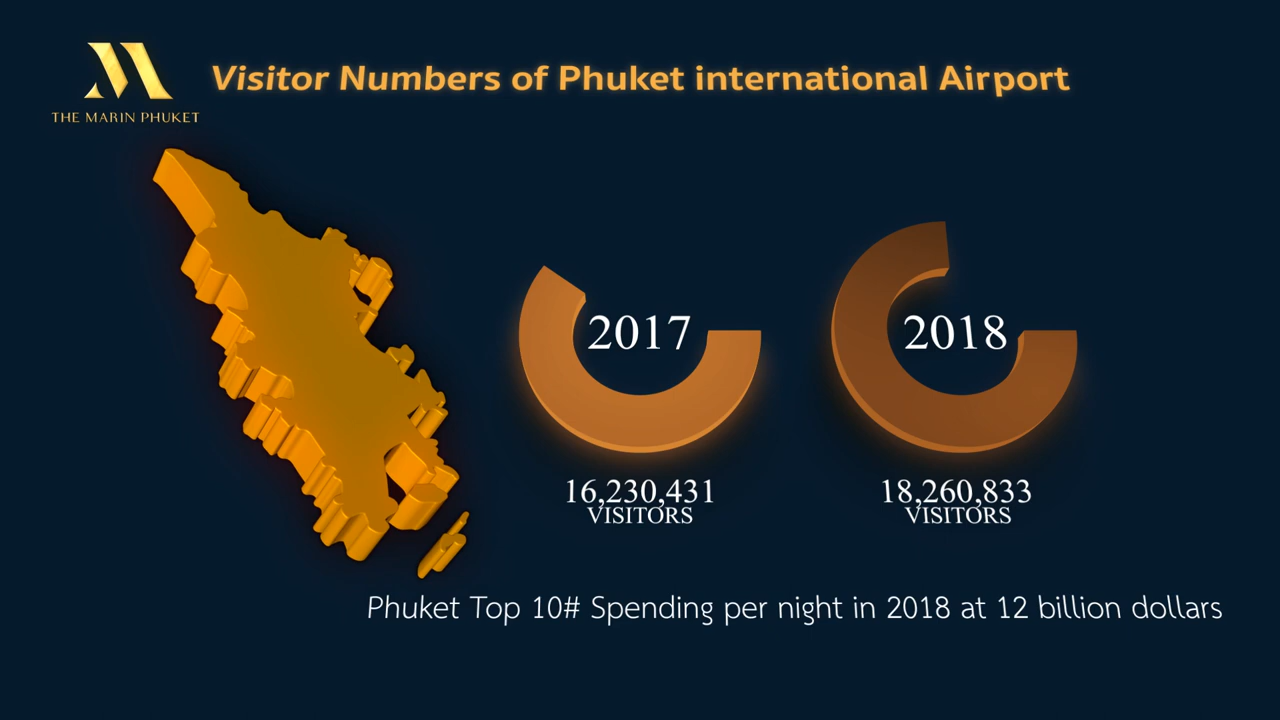 THE MARIN PHUKET
Visitor Numbers of Phuket international Airport
2017
2018
16,230,431
VISITORS
18,260,833
VISITORS
Phuket Top 10# Spending per night in 2018 at 12 billion dollars